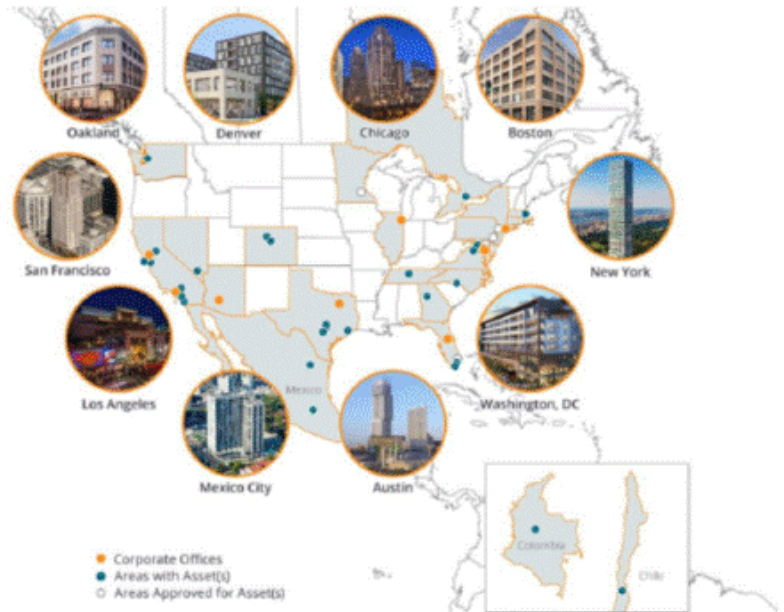 Oakland
Denver
Chicago
Boston
San Francisco
New York
Los Angeles
Mexico
Washington, DC
Mexico City
Austin
Corporate Offices
Areas with Asset(s)
Areas Approved for Asset(s)
Colombia
Chile